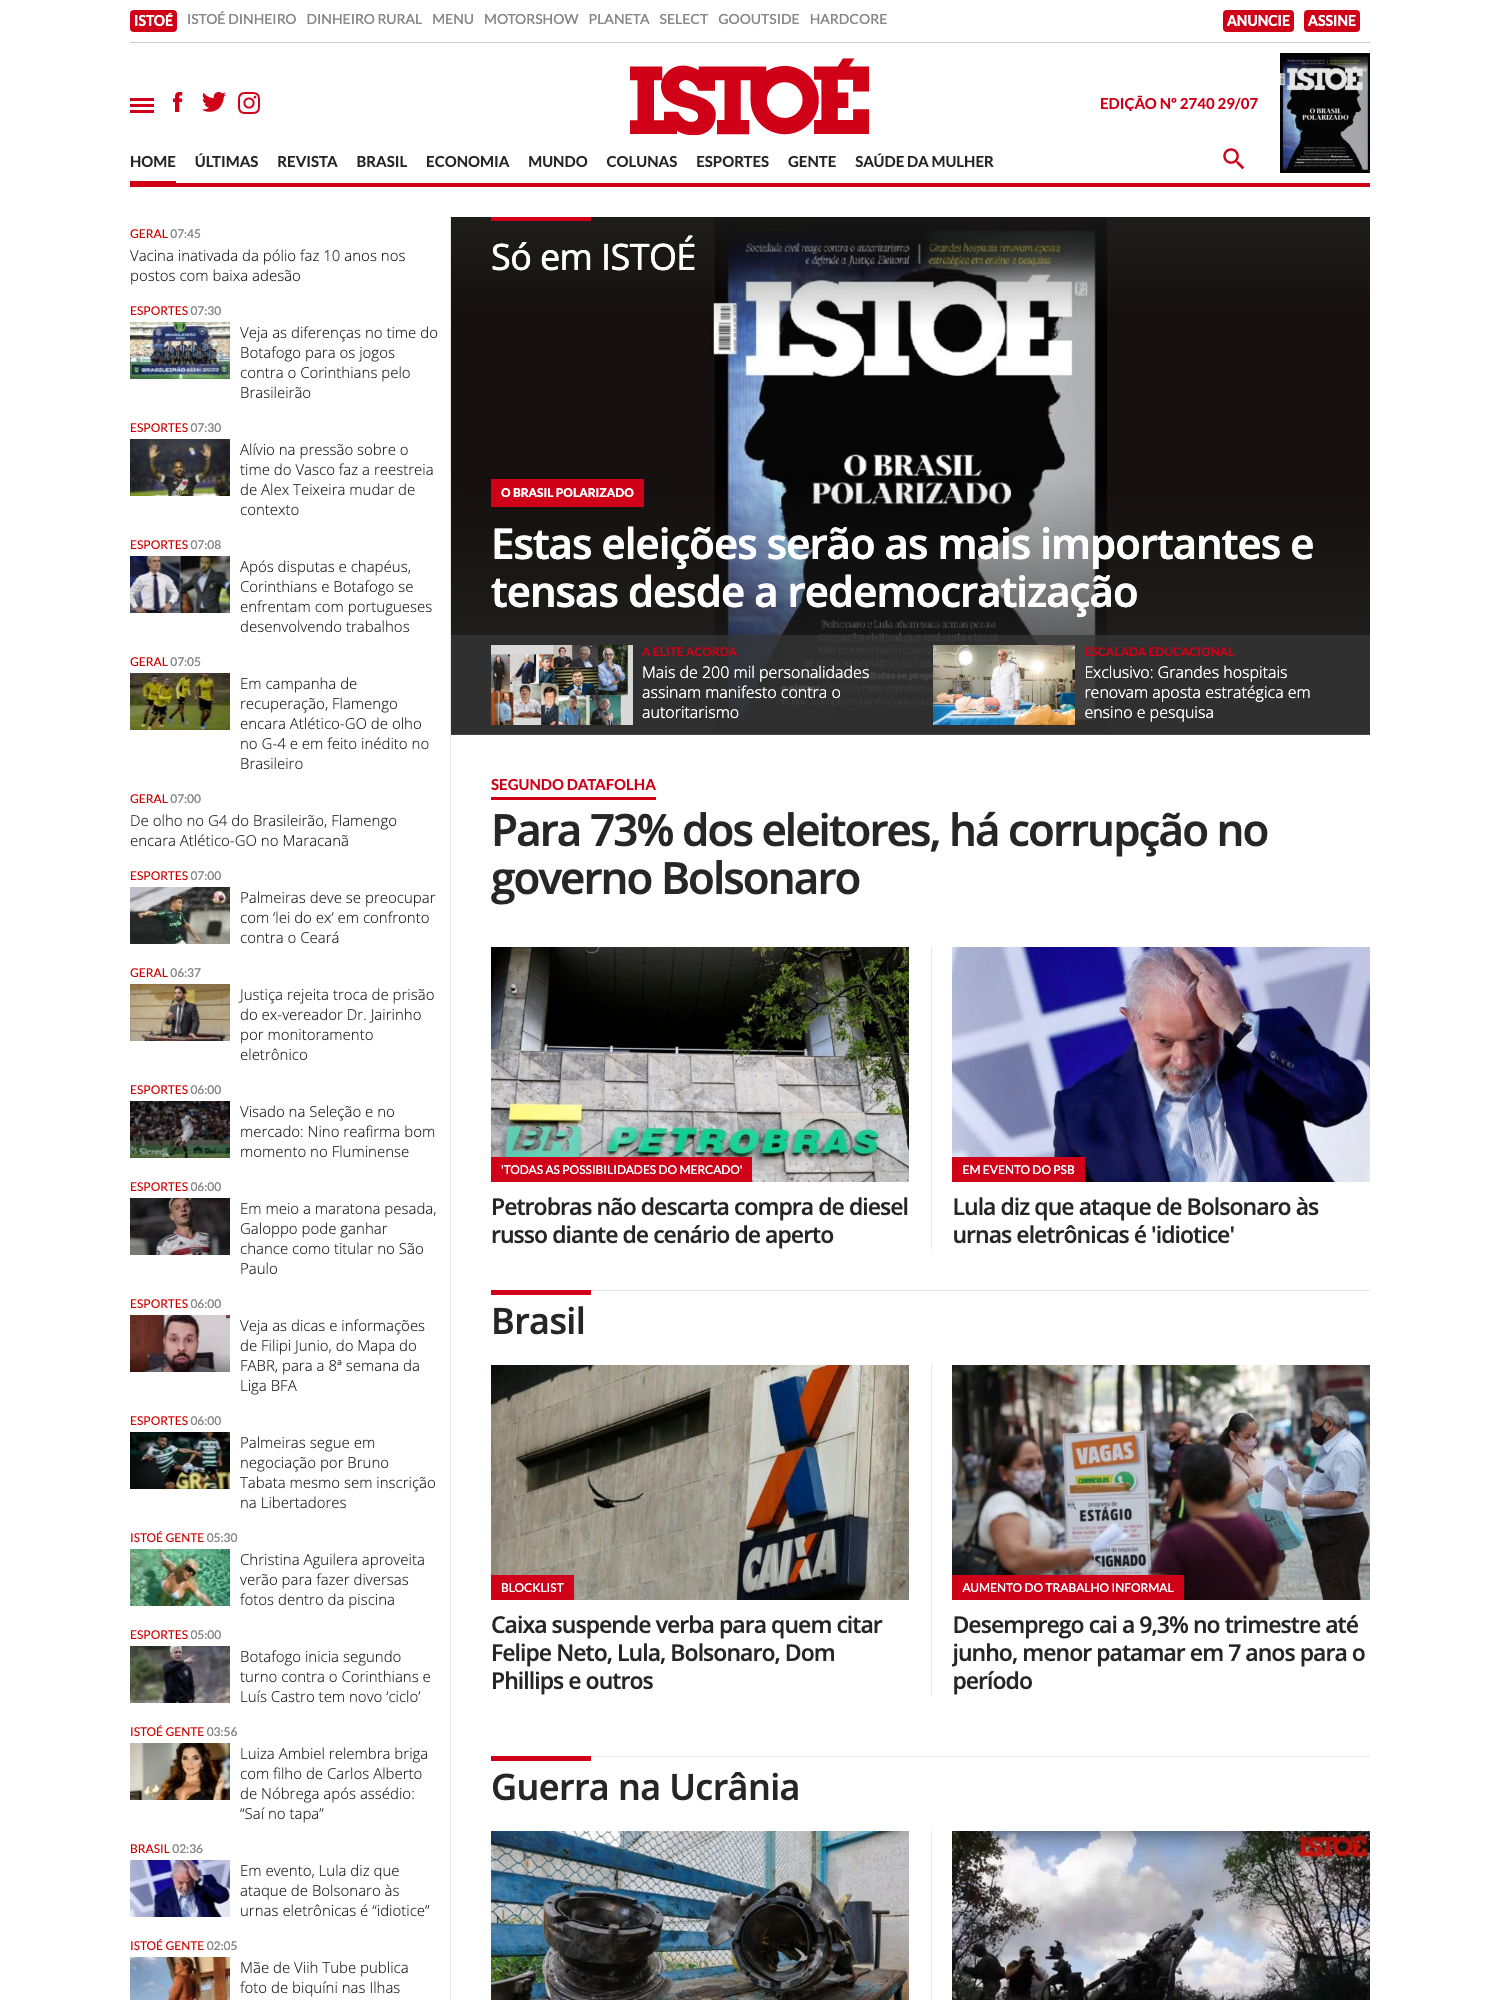 ISTOÉ ISTOÉ DINHEIRO DINHEIRO RURAL MENU MOTORSHOW PLANETA SELECT GOOUTSIDE HARDCORE ANUNCIE ASSINE
ISTOÉ
EDIÇÃO Nº 2740 29/07
ISTOÉ
O BRASIL
POLARIZADO
HOME ÚLTIMAS REVISTA BRASIL ECONOMIA MUNDO COLUNAS ESPORTES GENTE SAÚDE DA MULHER
GERAL 07:45
Vacina inativada da pólio faz 10 anos nos
postos com baixa adesão
ESPORTES 07:30
Veja as diferenças no time do
Botafogo para os jogos
contra o Corinthians pelo
Brasileirão
ESPORTES 07:30
Alívio na pressão sobre o
time do Vasco faz a reestreia
de Alex Teixeira mudar de
contexto
ESPORTES 07:08
Após disputas e chapéus,
Corinthians e Botafogo se
enfrentam com portugueses
desenvolvendo trabalhos
GERAL 07:05
Em campanha de
recuperação, Flamengo
encara Atlético-GO de olho
no G-4 e em feito inédito no
Brasileiro
GERAL 07:00
De olho no G4 do Brasileirão, Flamengo
encara Atlético-GO no Maracanã
ESPORTES 07:00
Palmeiras deve se preocupar
com ‘lei do ex’ em confronto
contra o Ceará
GERAL 06:37
Justiça rejeita troca de prisão
do ex-vereador Dr. Jairinho
por monitoramento
eletrônico
ESPORTES 06:00
Visado na Seleção e no
mercado: Nino reafirma bom
momento no Fluminense
ESPORTES 06:00
Em meio a maratona pesada,
Galoppo pode ganhar
chance como titular no São
Paulo
ESPORTES 06:00
Veja as dicas e informações
de Filipi Junio, do Mapa do
FABR, para a 8ª semana da
Liga BFA
ESPORTES 06:00
Palmeiras segue em
negociação por Bruno
Tabata mesmo sem inscrição
na Libertadores
ISTOÉ GENTE 05:30
Christina Aguilera aproveita
verão para fazer diversas
fotos dentro da piscina
ESPORTES 05:00
Botafogo inicia segundo
turno contra o Corinthians e
Luís Castro tem novo ‘ciclo’
ISTOÉ GENTE 03:56
Luiza Ambiel relembra briga
com filho de Carlos Alberto
de Nóbrega após assédio:
“Saí no tapa”
BRASIL 02:36
Em evento, Lula diz que
ataque de Bolsonaro às
urnas eletrônicas é “idiotice”
ISTOÉ GENTE 02:05
Mãe de Viih Tube publica
foto de biquíni nas Ilhas
Só em ISTOÉ
Sociedade civil reage contra o autoritarismo
e defende a Justiça Eleitoral
Grandes hospitais renovam aposta
estratégica em ensino e pesquisa
ISTOÉ
O BRASIL
POLARIZADO
O BRASIL POLARIZADO
Estas eleições serão as mais importantes e
tensas desde a redemocratização
A ELITE ACORDA
Mais de 200 mil personalidades
assinam manifesto contra o
autoritarismo
ESCALADA EDUCACIONAL
Exclusivo: Grandes hospitais
renovam aposta estratégica em
ensino e pesquisa
SEGUNDO DATAFOLHA
Para 73% dos eleitores, há corrupção no
governo Bolsonaro
BR PETROBRAS
'TODAS AS POSSIBILIDADES DO MERCADO'
Petrobras não descarta compra de diesel
russo diante de cenário de aperto
EM EVENTO DO PSB
Lula diz que ataque de Bolsonaro às
urnas eletrônicas é 'idiotice'
Brasil
CAIXA
BLOCKLIST
Caixa suspende verba para quem citar
Felipe Neto, Lula, Bolsonaro, Dom
Phillips e outros
VAGAS
CURRÍCULOS
ESTÁGIO
AUMENTO DO TRABALHO INFORMAL
Desemprego cai a 9,3% no trimestre até
junho, menor patamar em 7 anos para o
período
Guerra na Ucrânia
ISTOÉ